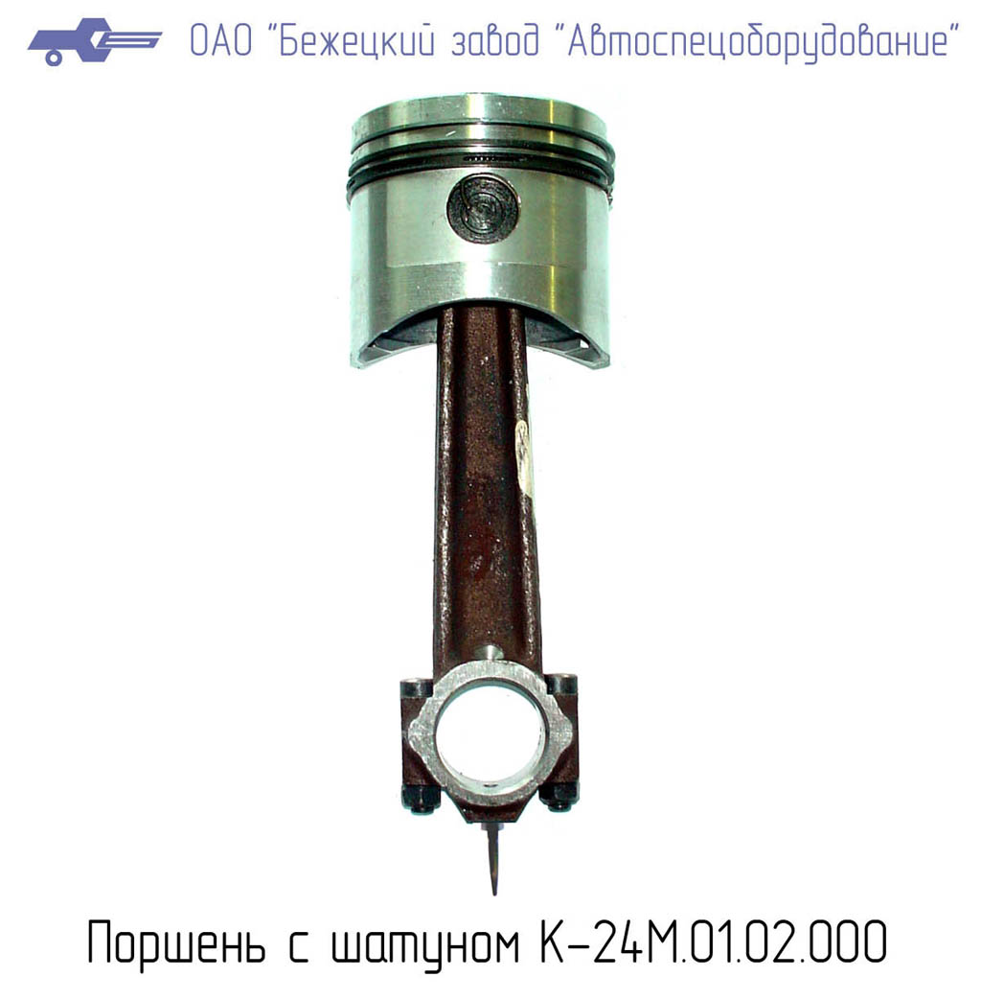 ОАО "Бежецкий завод "Автоспецоборудование"
Поршень с шатуном К-24М.01.02.000